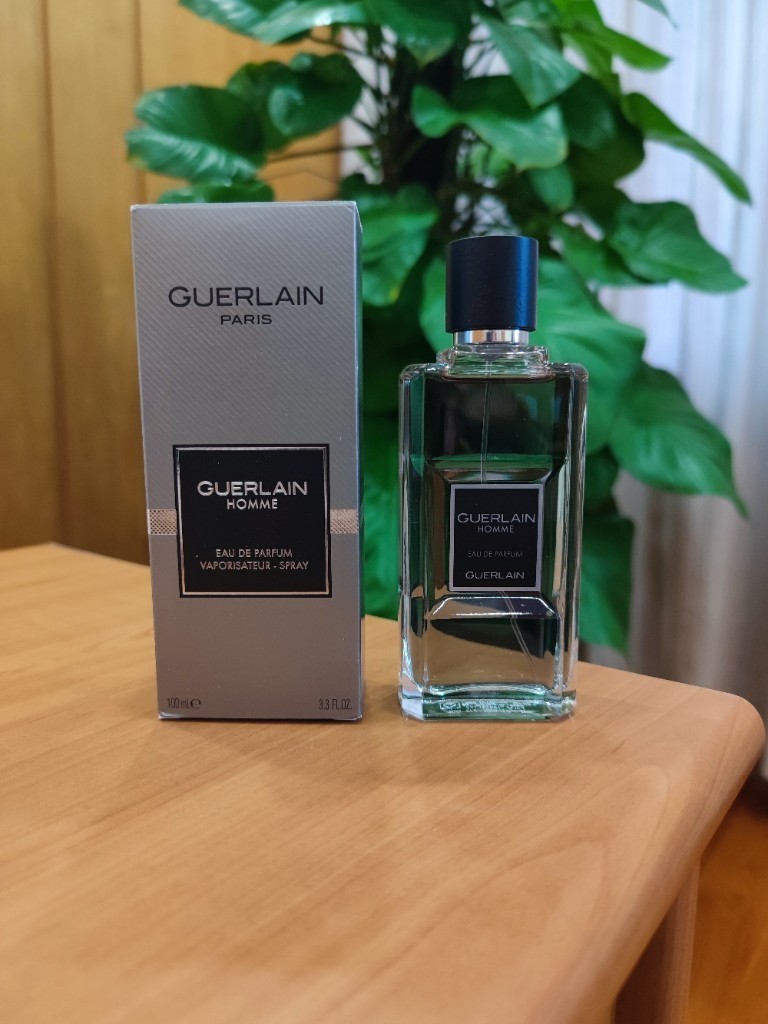 GUERLAIN
PARIS
GUERLAIN
HOMME
EAU DE PARFUM
VAPORISATEUR - SPRAY
100 ml ℮
3.3 FL.OZ.
GUERLAIN
HOMME
EAU DE PARFUM
GUERLAIN